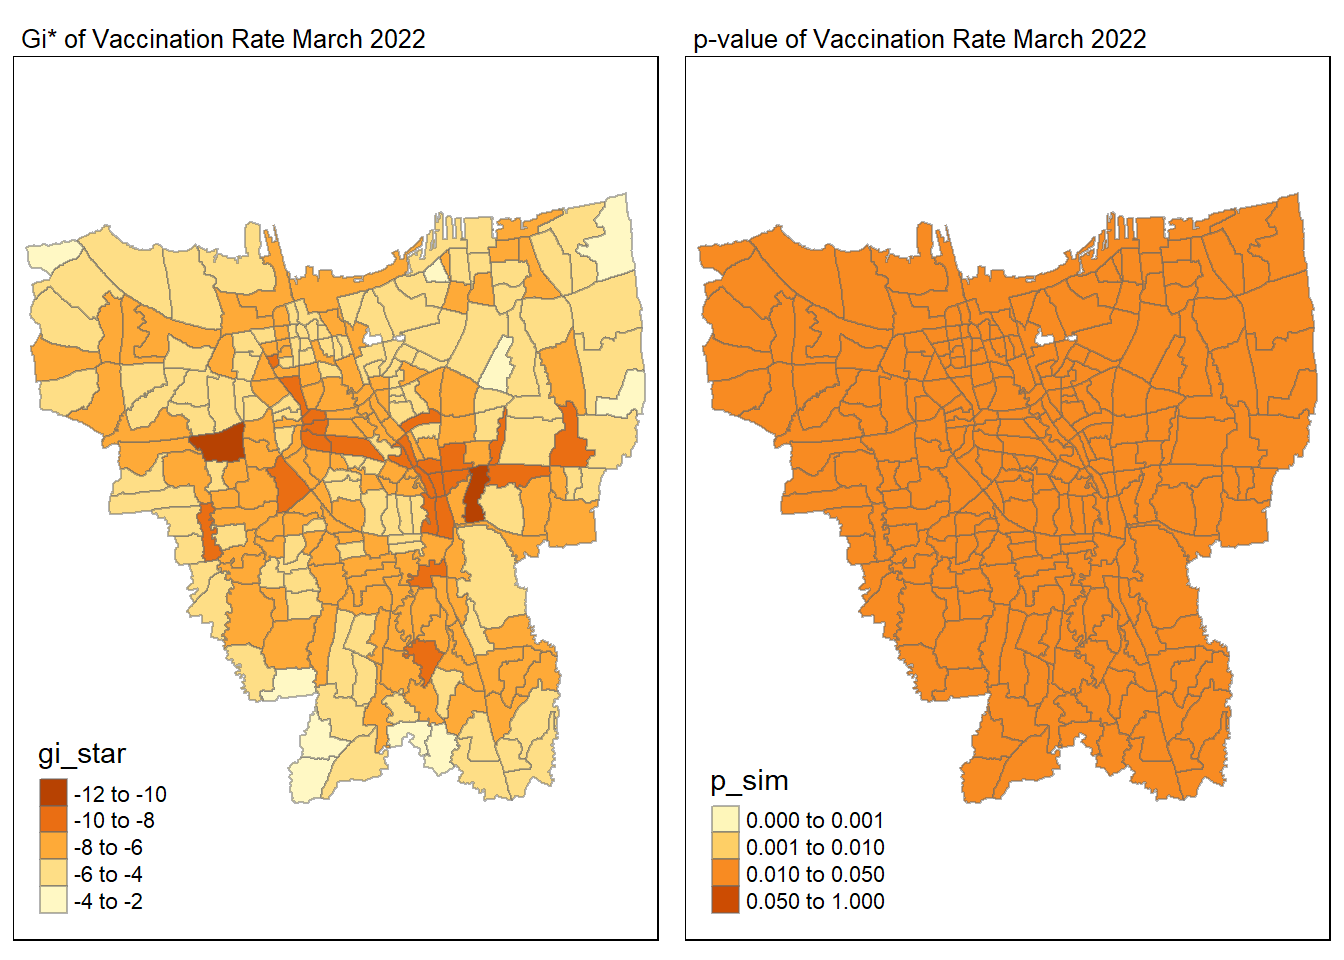 Gi* of Vaccination Rate March 2022
gi_star
-12 to -10
-10 to -8
-8 to -6
-6 to -4
-4 to -2
p-value of Vaccination Rate March 2022
p_sim
0.000 to 0.001
0.001 to 0.010
0.010 to 0.050
0.050 to 1.000